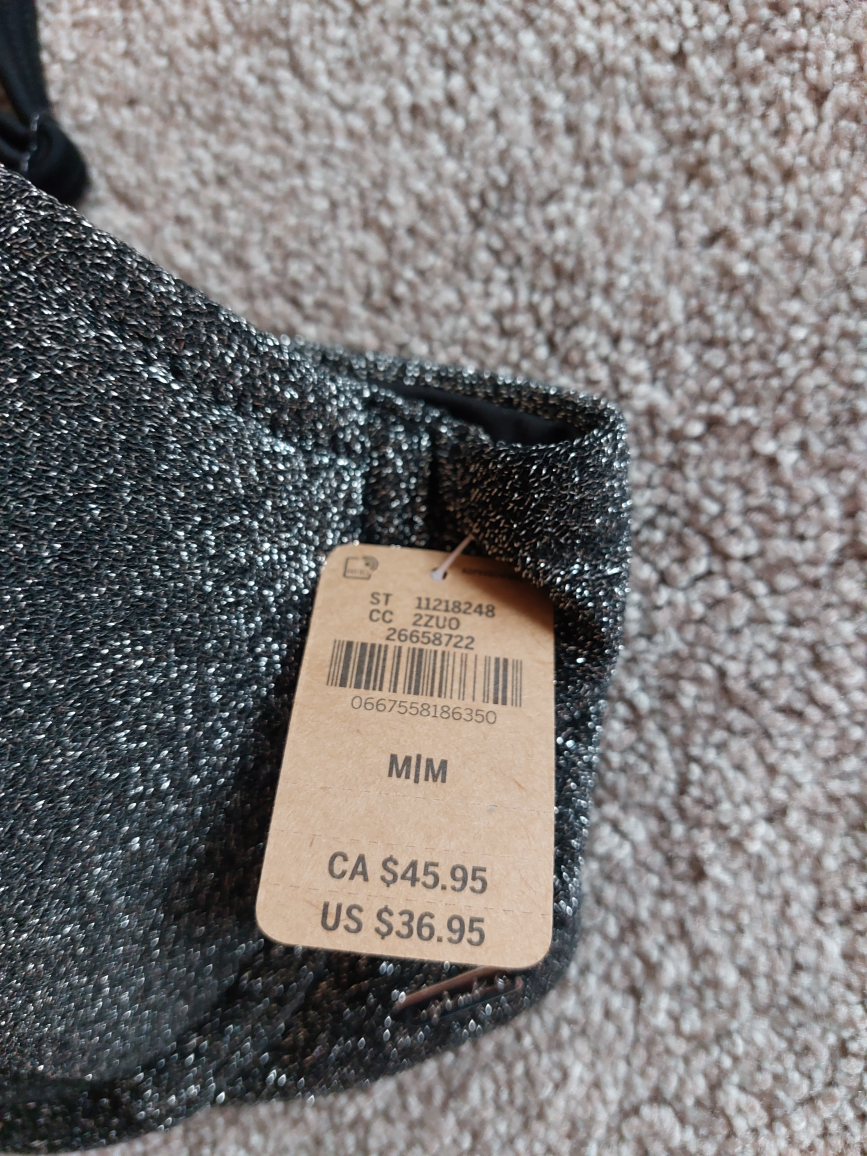 ST 11218248
CC 2ZUO
26658722
0667558186350
M|M
CA $45.95
US $36.95